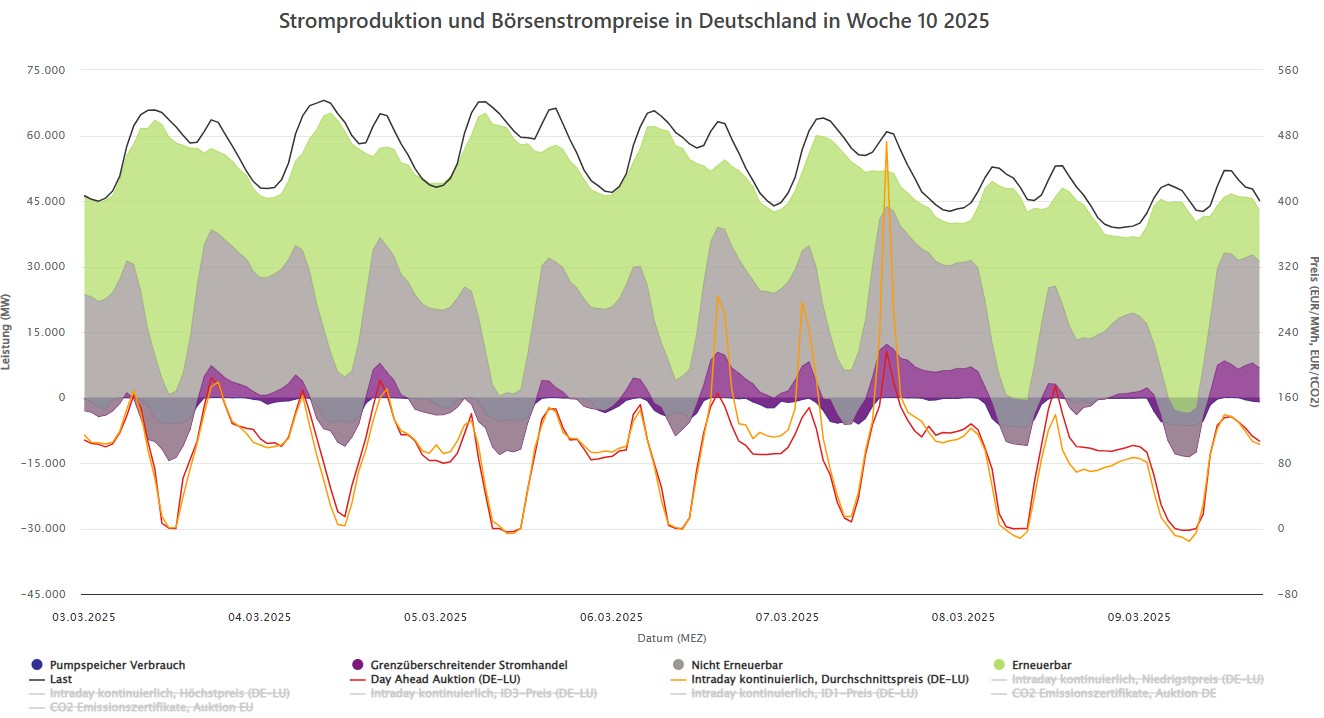 Stromproduktion und Börsenstrompreise in Deutschland in Woche 10 2025
75.000
60.000
45.000
30.000
15.000
0
−15.000
−30.000
−45.000
Leistung (MW)
560
480
400
320
240
160
80
0
−80
Preis (EUR/MWh, EUR/tCO2)
03.03.2025 04.03.2025 05.03.2025 06.03.2025 07.03.2025 08.03.2025 09.03.2025
Datum (MEZ)
Pumpspeicher Verbrauch Grenzüberschreitender Stromhandel Nicht Erneuerbar Erneuerbar
Last Day Ahead Auktion (DE-LU) Intraday kontinuierlich, Durchschnittspreis (DE-LU) Intraday kontinuierlich, Niedrigstpreis (DE-LU)
Intraday kontinuierlich, Höchstpreis (DE-LU) Intraday kontinuierlich, ID3-Preis (DE-LU) Intraday kontinuierlich, ID1-Preis (DE-LU) CO2 Emissionszertifikate, Auktion DE
CO2 Emissionszertifikate, Auktion EU